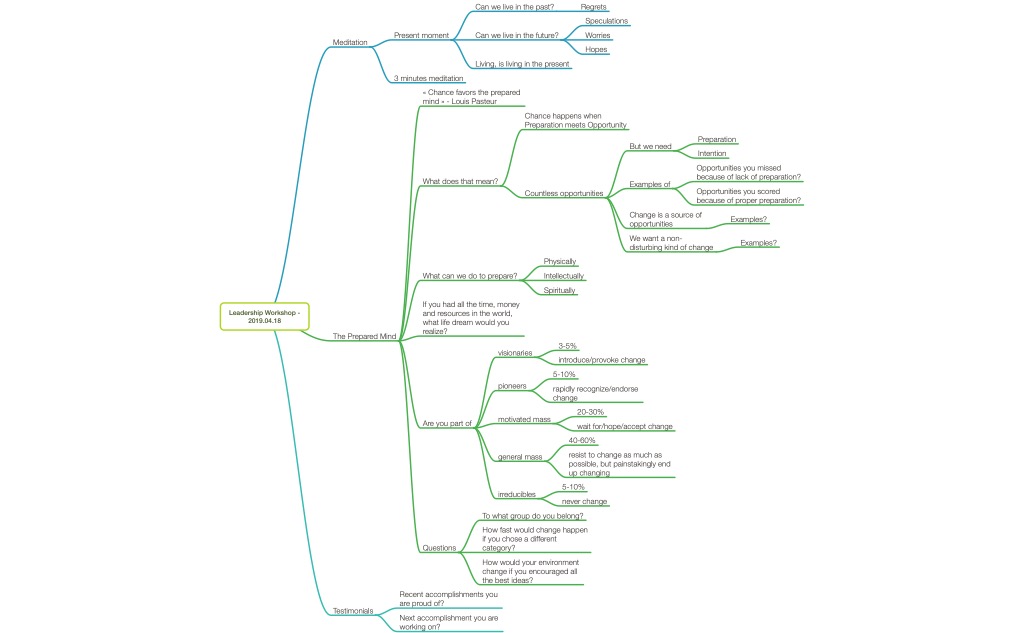 Can we live in the past?
Regrets
Speculations
Meditation
Present moment
Can we live in the future?
Worries
Hopes
Living, is living in the present
3 minutes meditation
« Chance favors the prepared
mind « - Louis Pasteur
Chance happens when
Preparation meets Opportunity
What does that mean?
But we need
Preparation
Intention
Countless opportunities
Examples of
Opportunities you missed
because of lack of preparation?
Opportunities you scored
because of proper preparation?
Change is a source of
opportunities
Examples?
We want a non-
disturbing kind of change
Examples?
What can we do to prepare?
Physically
Intellectually
Spiritually
Leadership Workshop -
2019.04.18
The Prepared Mind
If you had all the time, money
and resources in the world,
what life dream would you
realize?
Are you part of
visionaries
3-5%
introduce/provoke change
pioneers
5-10%
rapidly recognize/endorse
change
motivated mass
20-30%
wait for/hope/accept change
general mass
40-60%
resist to change as much as
possible, but painstakingly end
up changing
irreducibles
5-10%
never change
Questions
To what group do you belong?
How fast would change happen
if you chose a different
category?
How would your environment
change if you encouraged all
the best ideas?
Testimonials
Recent accomplishments you
are proud of?
Next accomplishment you are
working on?